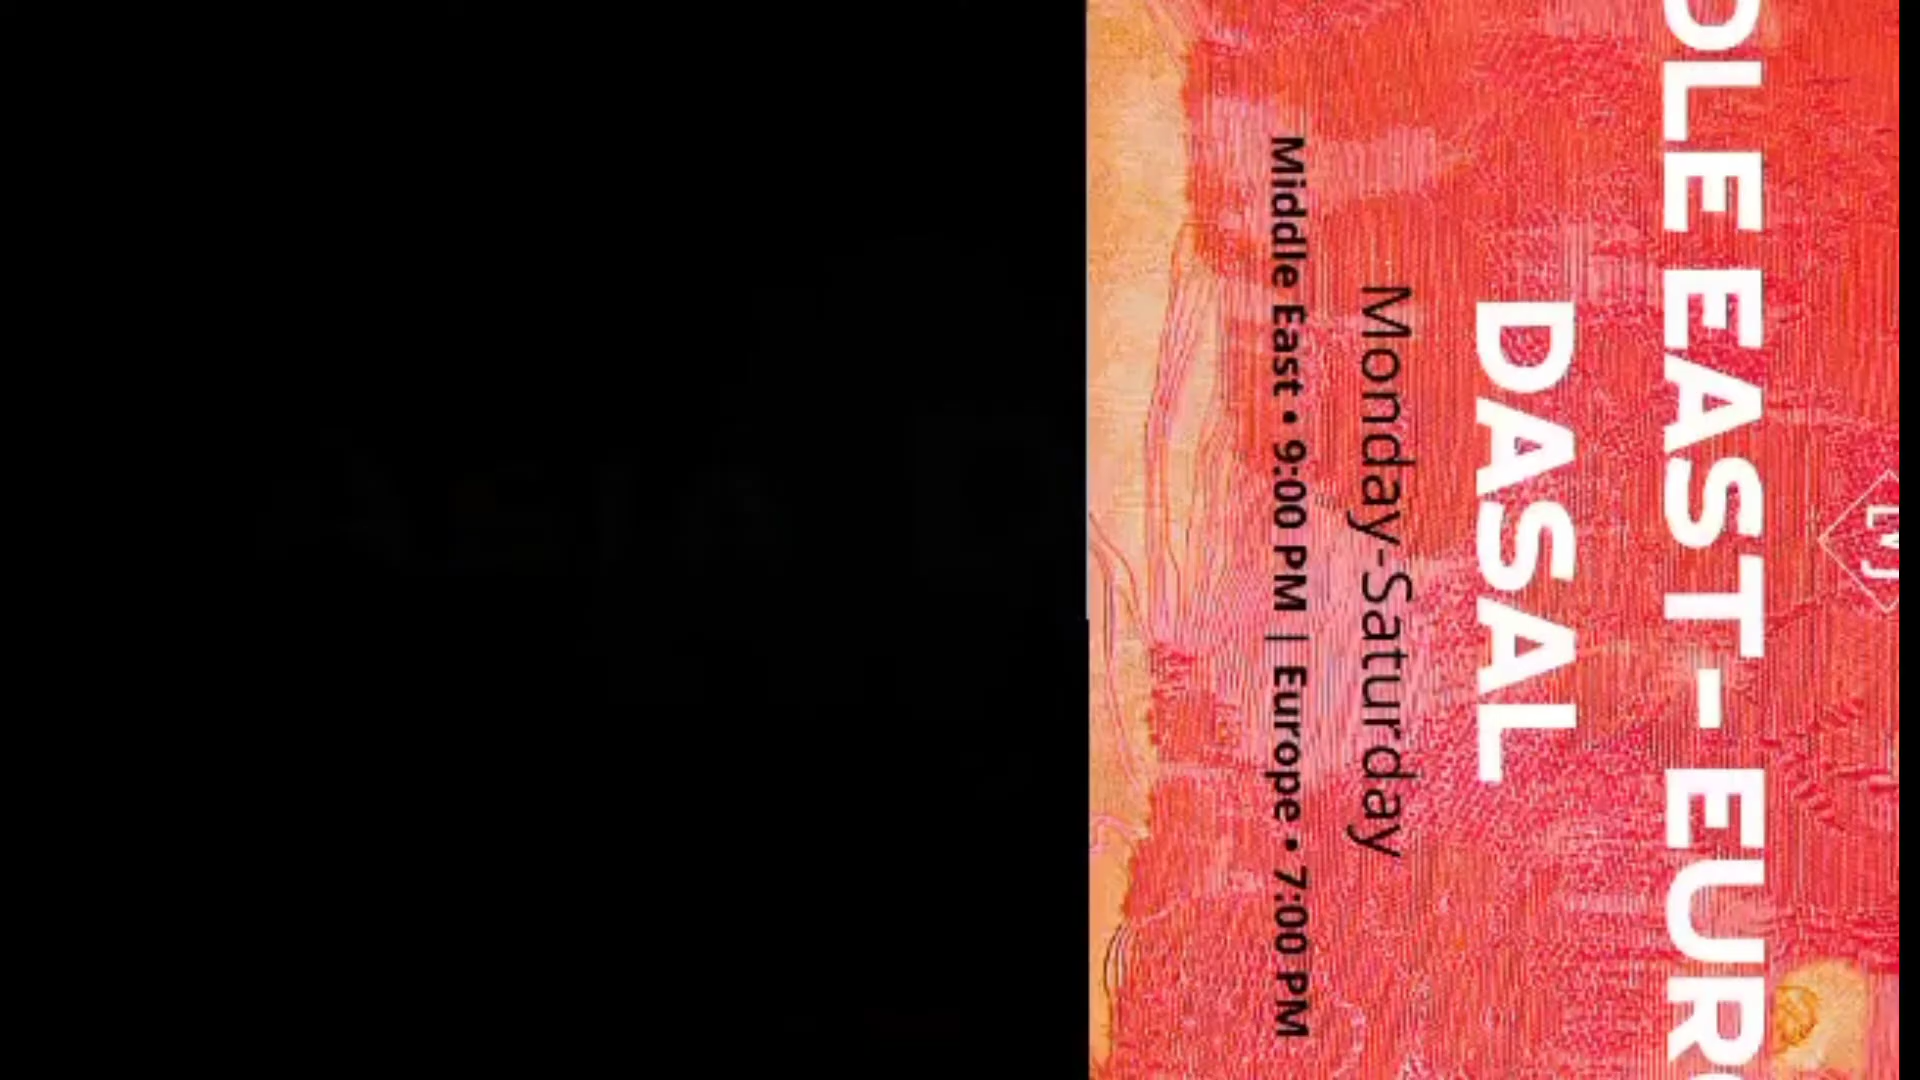 DLE EAST - EUR
DASAL
Monday-Saturday
Middle East • 9:00 PM | Europe • 7:00 PM